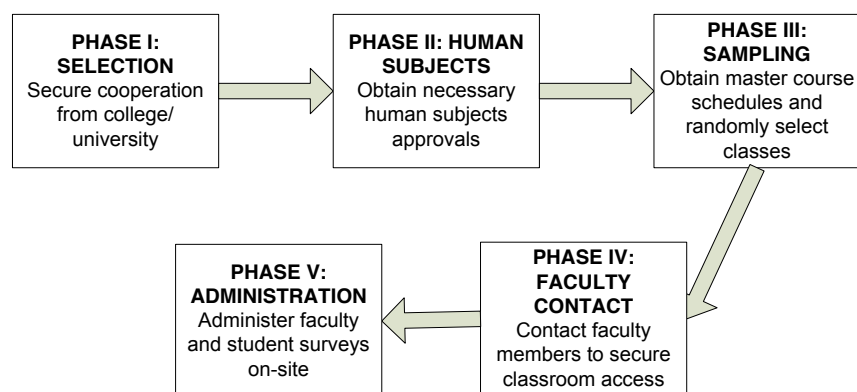 PHASE I:
SELECTION
Secure cooperation
from college/
university
PHASE II: HUMAN
SUBJECTS
Obtain necessary
human subjects
approvals
PHASE III:
SAMPLING
Obtain master course
schedules and
randomly select
classes
PHASE IV:
FACULTY
CONTACT
Contact faculty
members to secure
classroom access
PHASE V:
ADMINISTRATION
Administer faculty
and student surveys
on-site